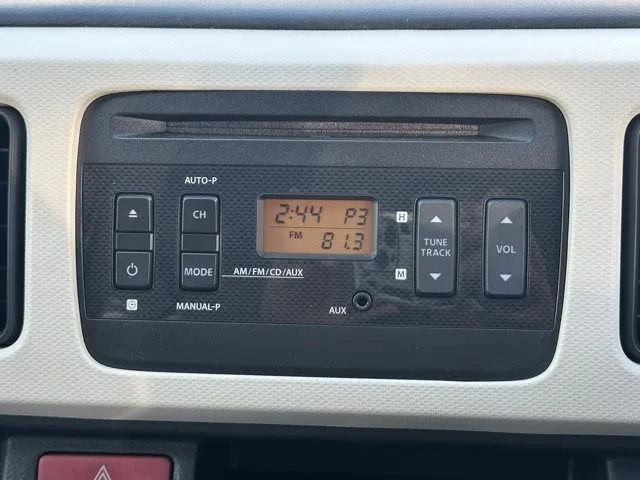 AUTO-P
CH
2:44 P3
FM 81.3
H
TUNE
TRACK
VOL
MODE
AM/FM/CD/AUX
M
MANUAL-P
AUX